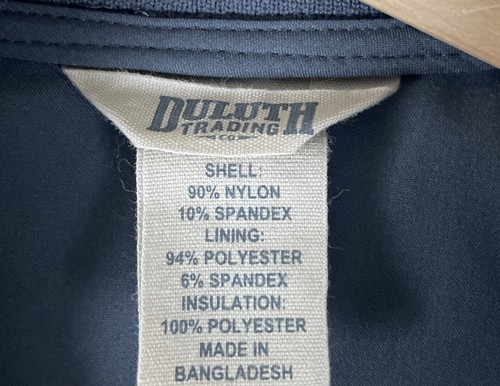 DULUTH
TRADING
CO
SHELL:
90% NYLON
10% SPANDEX
LINING:
94% POLYESTER
6% SPANDEX
INSULATION:
100% POLYESTER
MADE IN
BANGLADESH